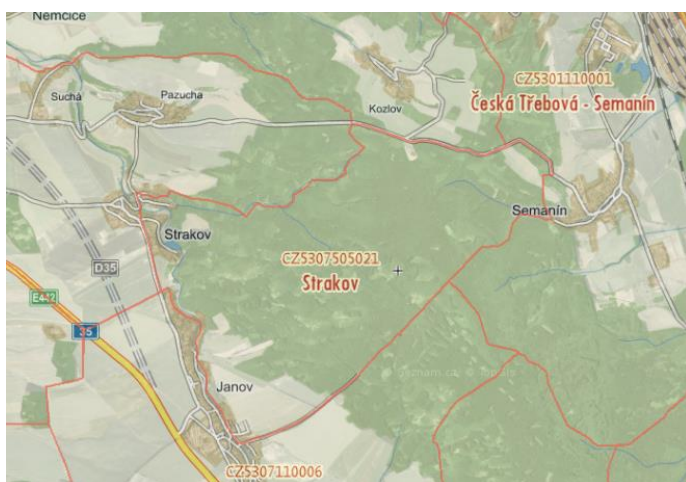 Němčice
Suchá
Pazucha
Kozlov
CZ5301110001
Česká Třebová - Semanín
Semanín
Strakov
CZ5307505021
Strakov
D35
E442
35
Janov
CZ5307110006